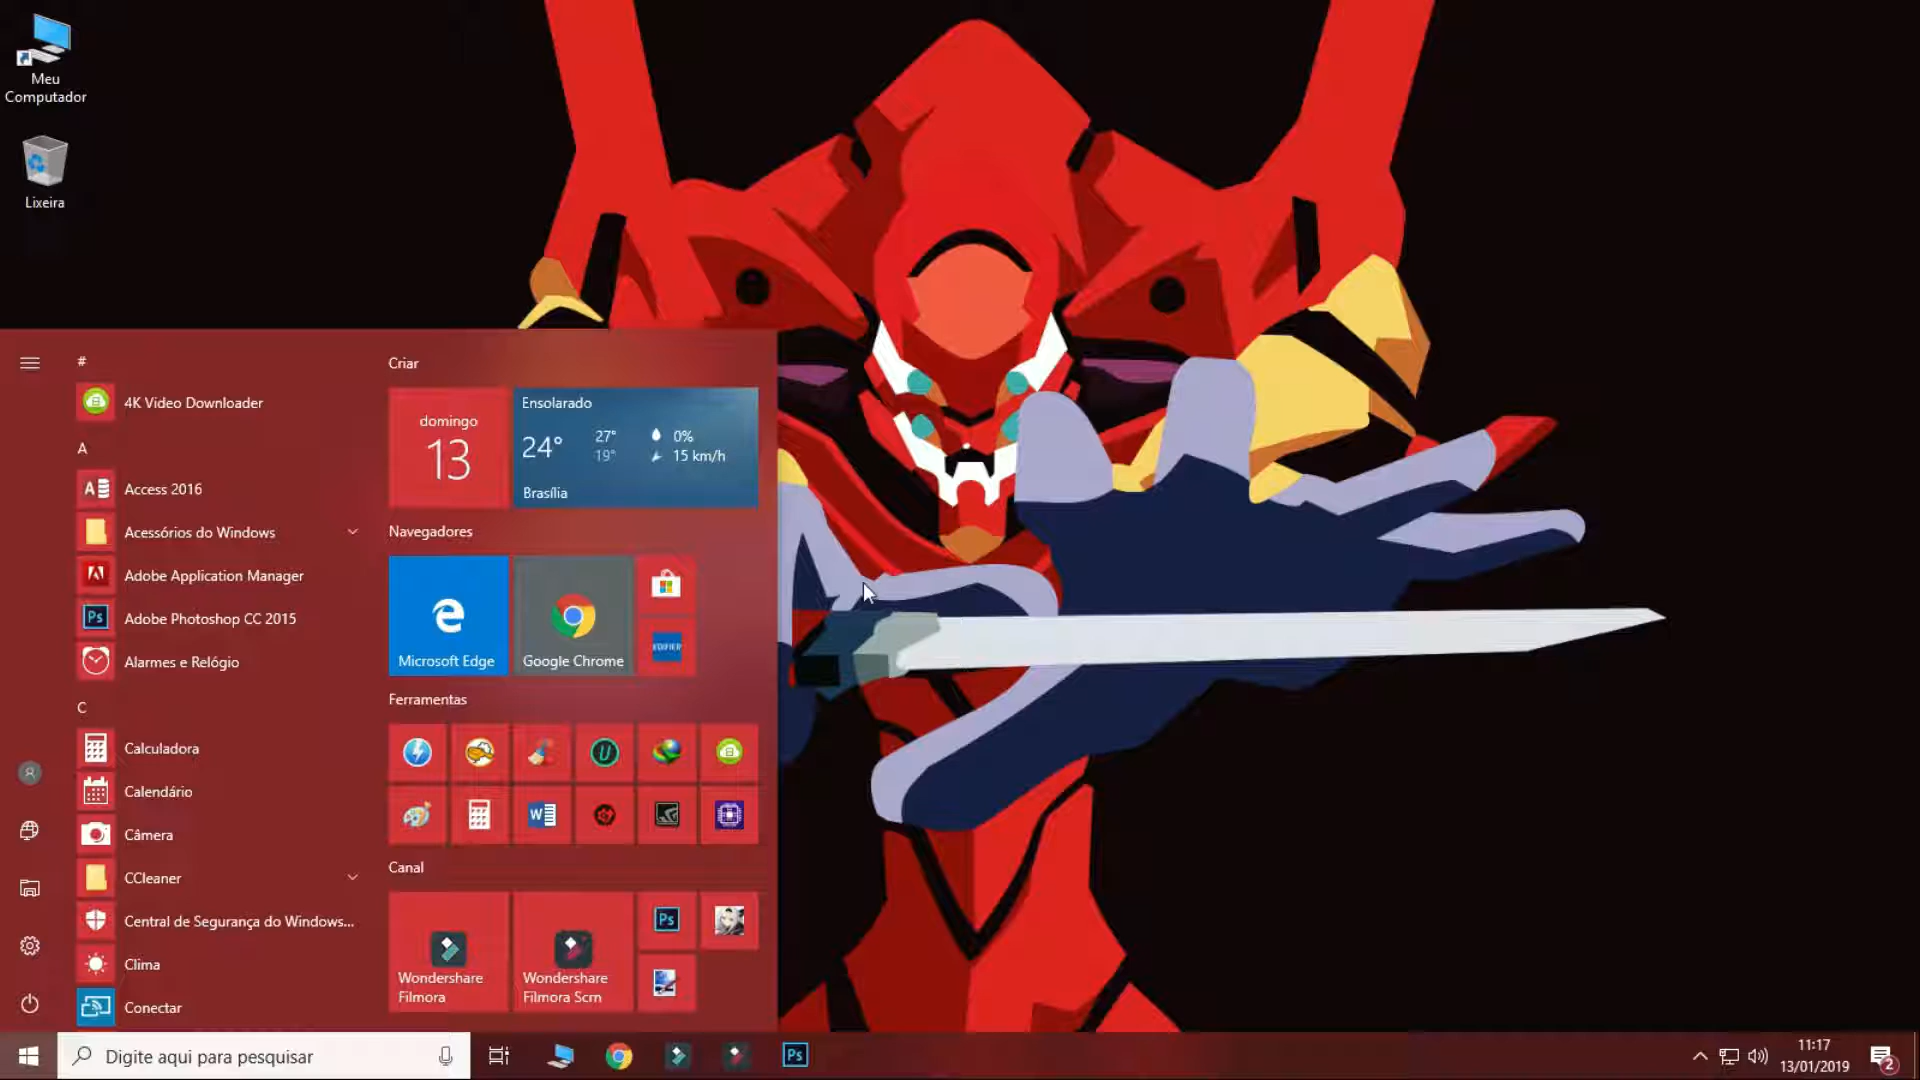 Meu
Computador
Lixeira
#
4K Video Downloader
A
Access 2016
Acessórios do Windows
Adobe Application Manager
Adobe Photoshop CC 2015
Alarmes e Relógio
C
Calculadora
Calendário
Câmera
CCleaner
Central de Segurança do Windows...
Clima
Conectar
Criar
domingo
13
Ensolarado
24°
27°
19°
0%
15 km/h
Brasília
Navegadores
Microsoft Edge
Google Chrome
EDIFIER
Ferramentas
Canal
Wondershare
Filmora
Wondershare
Filmora Scrn
Ps
Digite aqui para pesquisar
Ps
11:17
13/01/2019
2